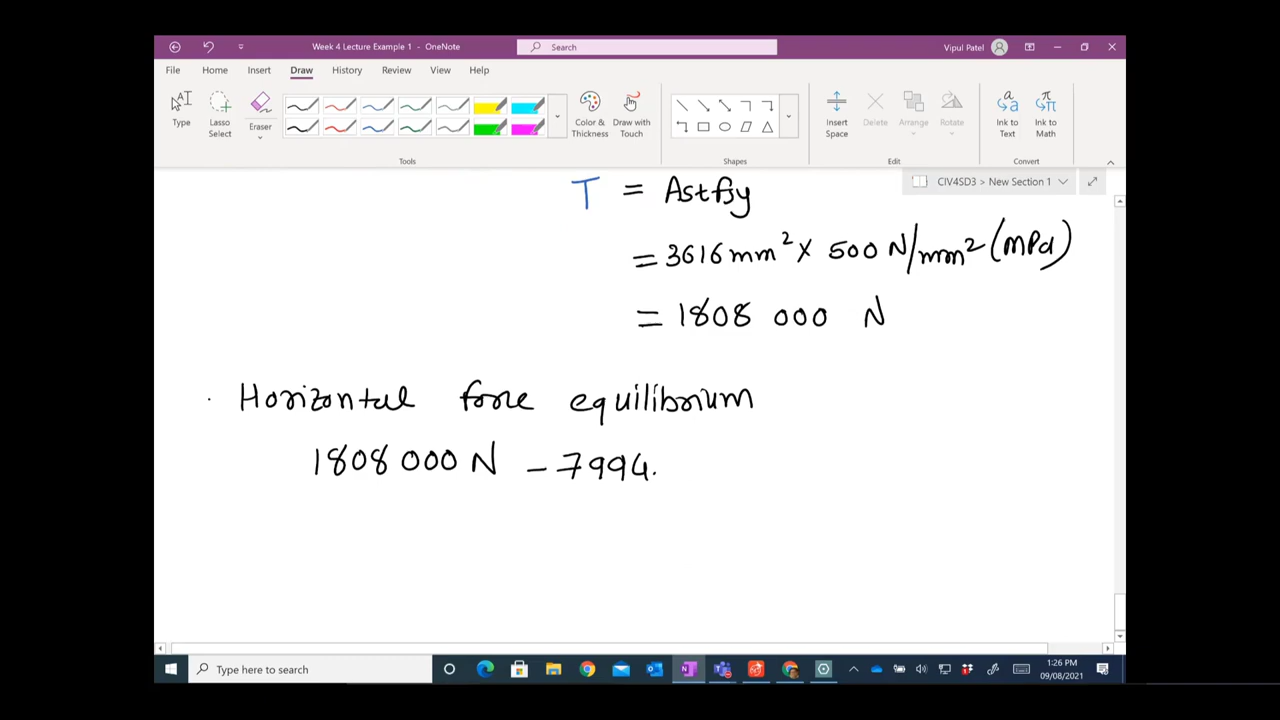 Week 4 Lecture Example 1 - OneNote
Search
Vipul Patel
File Home Insert Draw History Review View Help
Type
Lasso Select
Eraser
Color & Thickness
Draw with Touch
Insert Space
Delete
Arrange
Rotate
Ink to Text
Ink to Math
Tools
Shapes
Edit
Convert
CIV4SD3 > New Section 1
T = Ast fsy
= 3616 mm² × 500 N/mm² (MPa)
= 1808 000 N
Horizontal force equilibrium
1808 000 N - 7994.
Type here to search
1:26 PM
09/08/2021